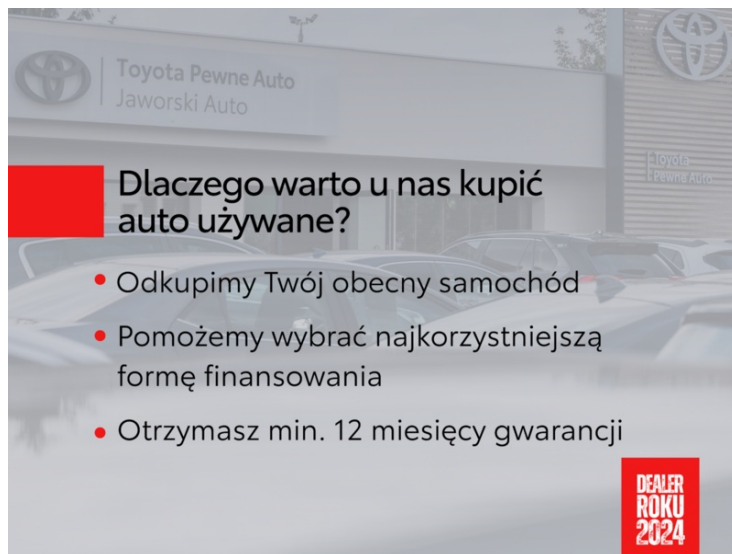 Toyota Pewne Auto
Jaworski Auto
Toyota
Pewne Auto
Dlaczego warto u nas kupić
auto używane?
Odkupimy Twój obecny samochód
Pomożemy wybrać najkorzystniejszą
formę finansowania
Otrzymasz min. 12 miesięcy gwarancji
DEALER
ROKU
2024